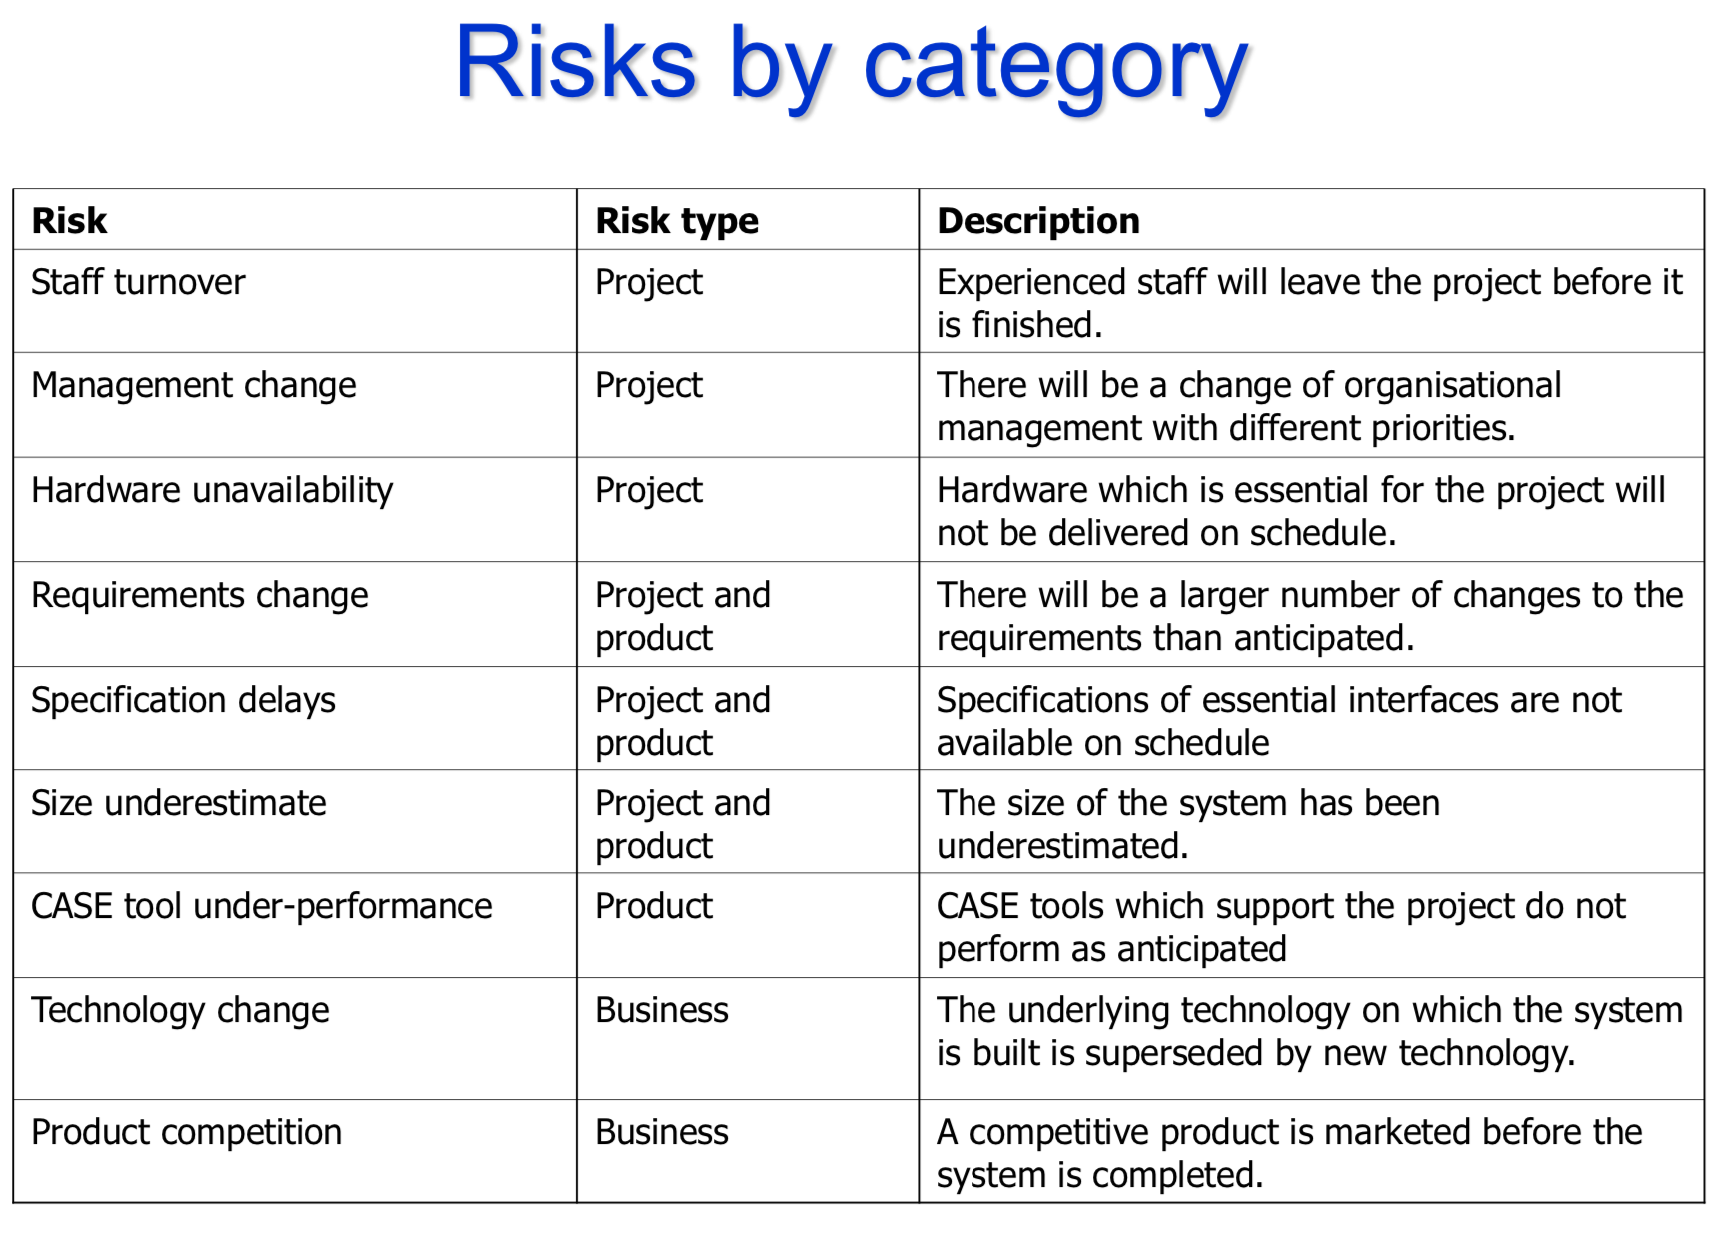 Risks by category
Risk
Risk type
Description
Staff turnover
Project
Experienced staff will leave the project before it
is finished.
Management change
Project
There will be a change of organisational
management with different priorities.
Hardware unavailability
Project
Hardware which is essential for the project will
not be delivered on schedule.
Requirements change
Project and
product
There will be a larger number of changes to the
requirements than anticipated.
Specification delays
Project and
product
Specifications of essential interfaces are not
available on schedule
Size underestimate
Project and
product
The size of the system has been
underestimated.
CASE tool under-performance
Product
CASE tools which support the project do not
perform as anticipated
Technology change
Business
The underlying technology on which the system
is built is superseded by new technology.
Product competition
Business
A competitive product is marketed before the
system is completed.